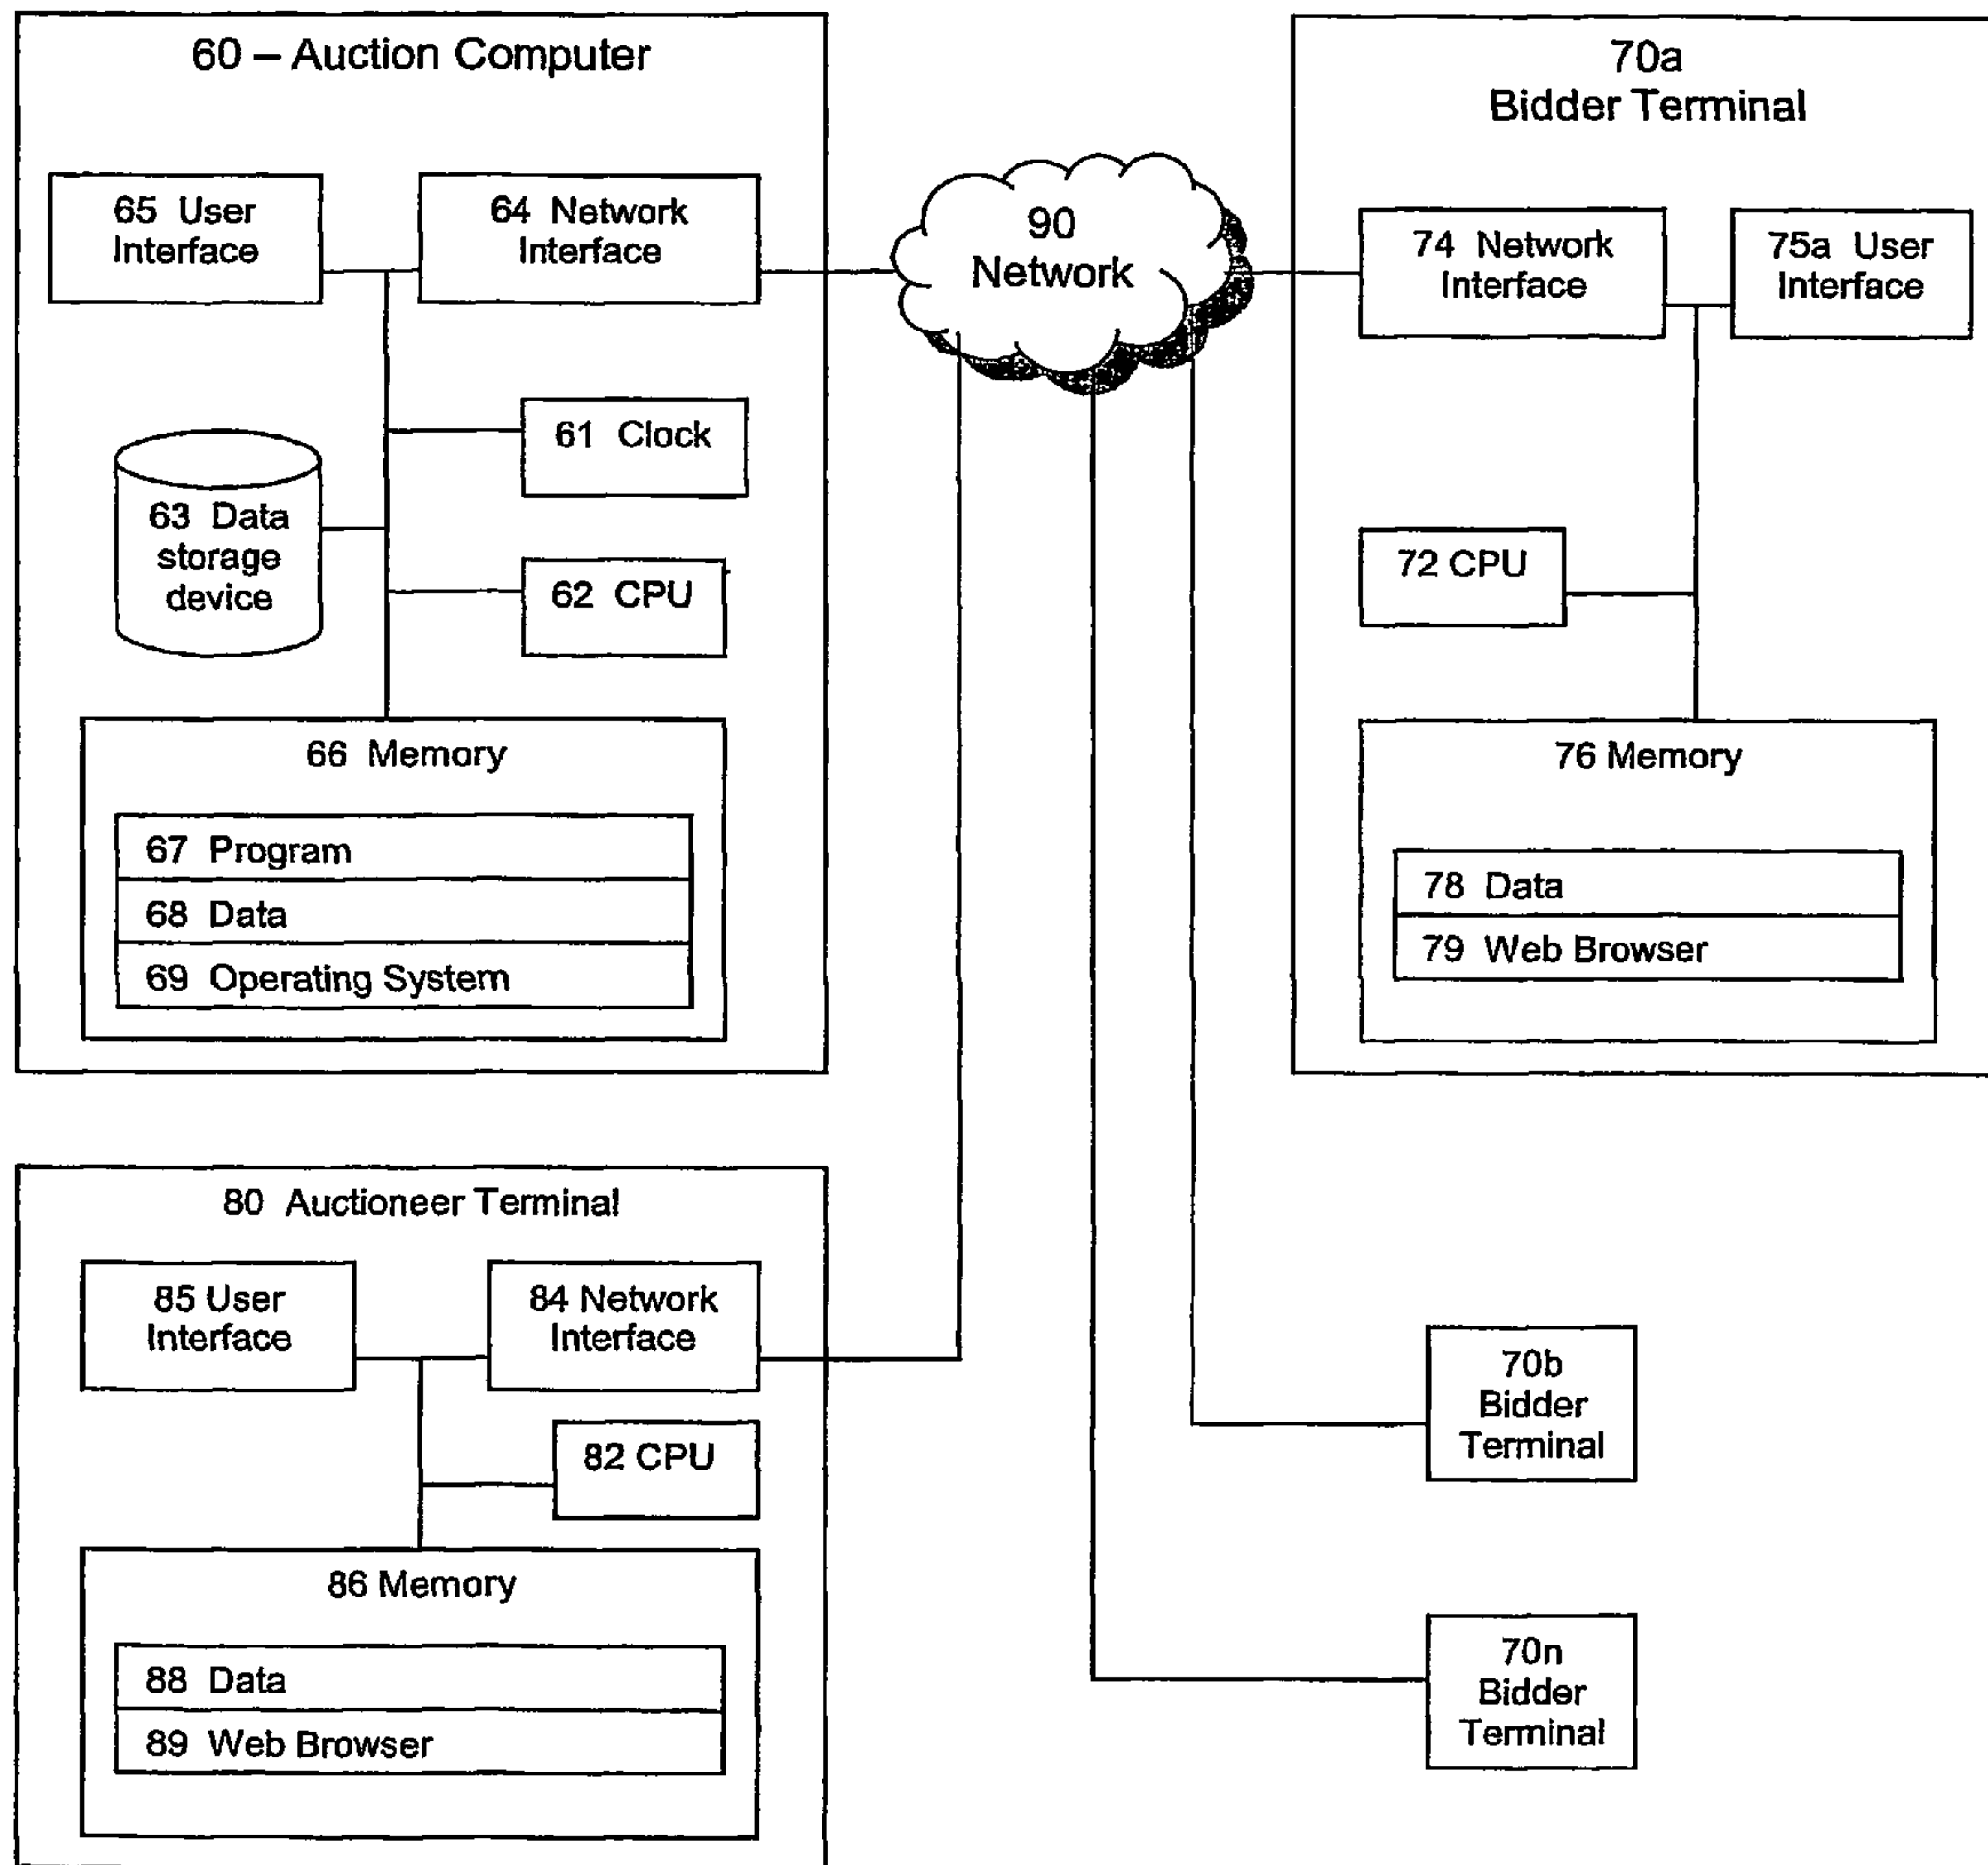 60 – Auction Computer
65 User
Interface
64 Network
Interface
61 Clock
63 Data
storage
device
62 CPU
66 Memory
67 Program
68 Data
69 Operating System
90
Network
70a
Bidder Terminal
74 Network
Interface
75a User
Interface
72 CPU
76 Memory
78 Data
79 Web Browser
80 Auctioneer Terminal
85 User
Interface
84 Network
Interface
82 CPU
86 Memory
88 Data
89 Web Browser
70b
Bidder
Terminal
70n
Bidder
Terminal